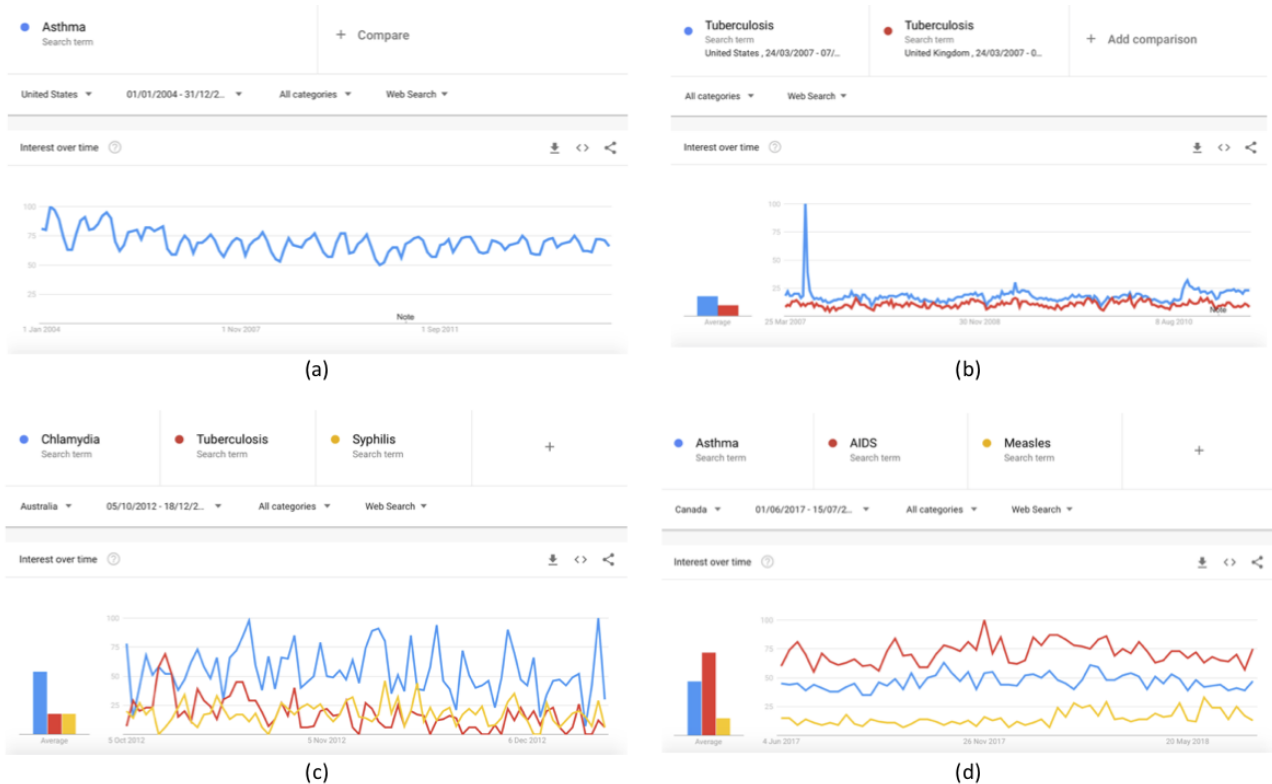 Asthma
Search term
+ Compare
United States 01/01/2004 - 31/12/2... All categories Web Search
Interest over time
100
75
50
25
Note
1 Jan 2004 1 Nov 2007 1 Sep 2011
(a)
Tuberculosis Tuberculosis
Search term Search term
United States , 24/03/2007 - 07/... United Kingdom , 24/03/2007 - 0...
+ Add comparison
All categories Web Search
Interest over time
100
75
50
25
Note
Average 25 Mar 2007 30 Nov 2008 8 Aug 2010
(b)
Chlamydia Tuberculosis Syphilis
Search term Search term Search term
+
Australia 05/10/2012 - 18/12/2... All categories Web Search
Interest over time
100
75
50
25
Average 5 Oct 2012 5 Nov 2012 6 Dec 2012
(c)
Asthma AIDS Measles
Search term Search term Search term
+
Canada 01/06/2017 - 15/07/2... All categories Web Search
Interest over time
100
75
50
25
Average 4 Jun 2017 26 Nov 2017 20 May 2018
(d)